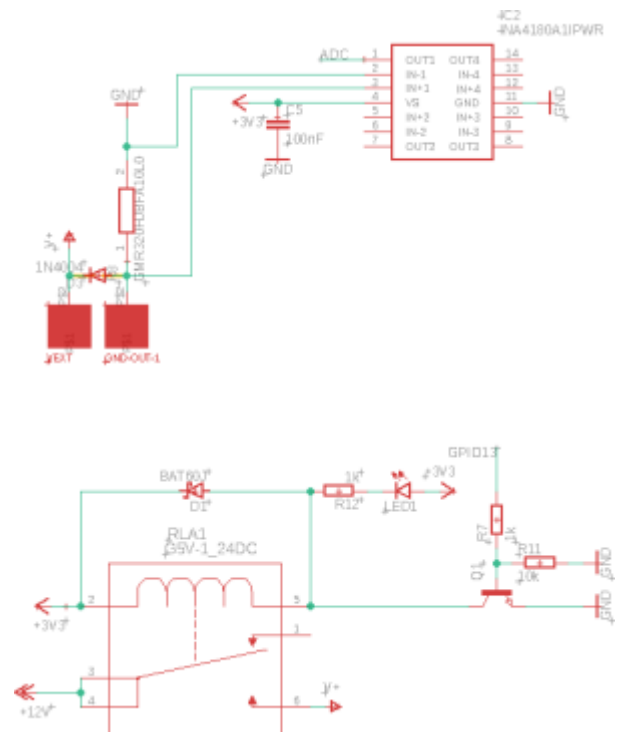 IC2
INA4180A1IPWR
ADC
1 OUT1 OUT4 14
2 IN-1 IN-4 13
3 IN+1 IN+4 12
4 VS GND 11
5 IN+2 IN+3 10
6 IN-2 IN-3 9
7 OUT2 OUT3 8
GND
+3V3
C5
100nF
GND
GND
2
1
V+
1N4004
D3
VEXT
GND-OUT-1
BAT60J
D1
1k
R12
LED1
+3V3
GPIO13
R7
1k
R11
10k
GND
Q1
GND
RLA1
G5V-1_24DC
2
5
+3V3
1
3
4
6
+12V
V+